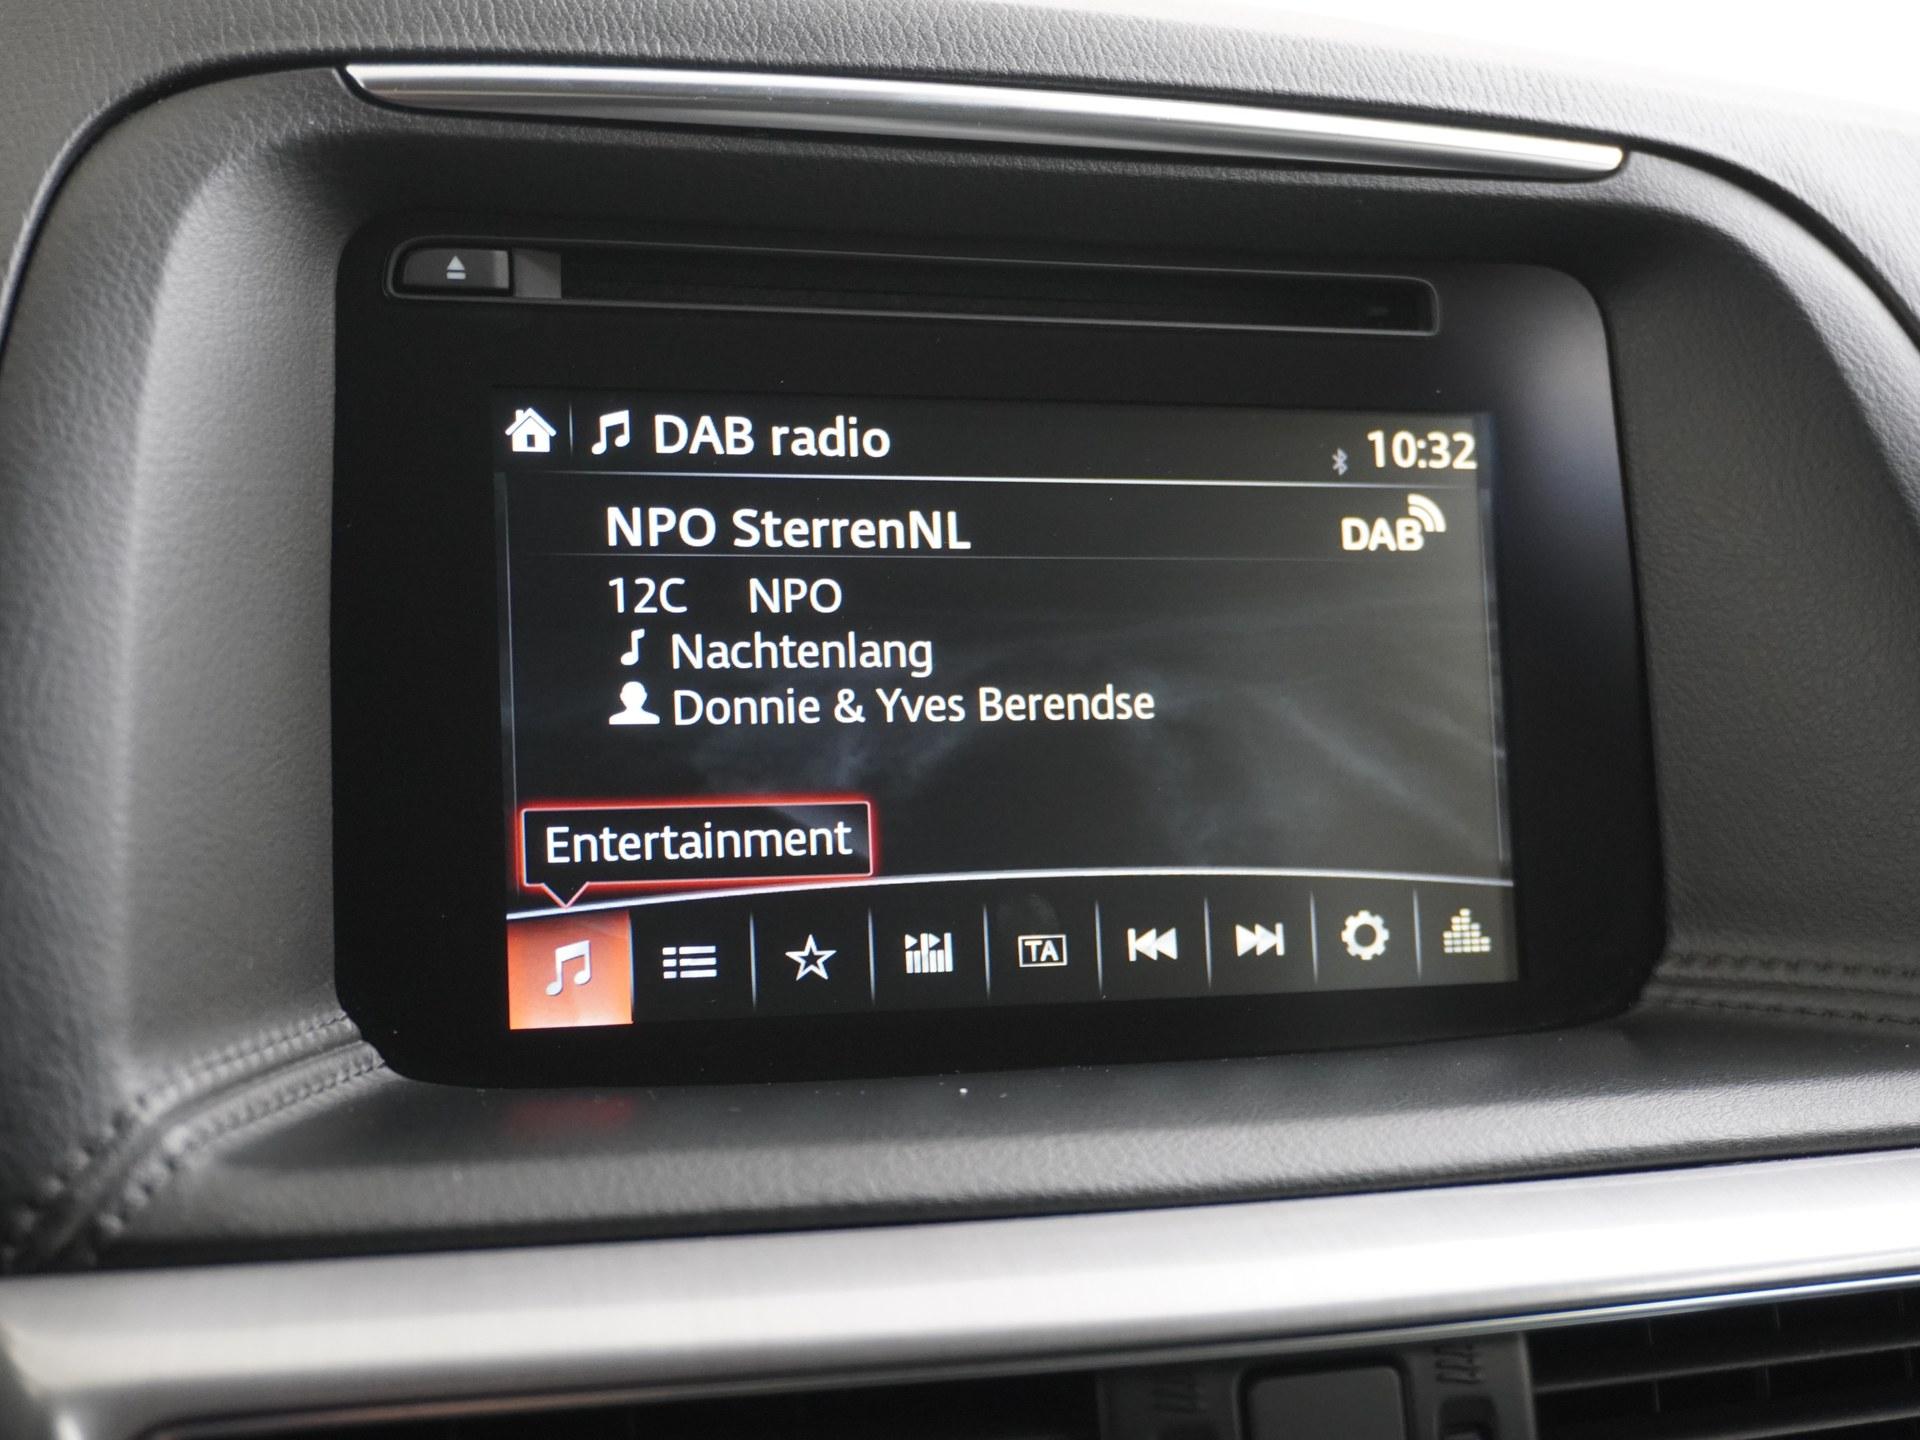 DAB radio
10:32
NPO SterrenNL
DAB
12C NPO
Nachtenlang
Donnie & Yves Berendse
Entertainment
TA